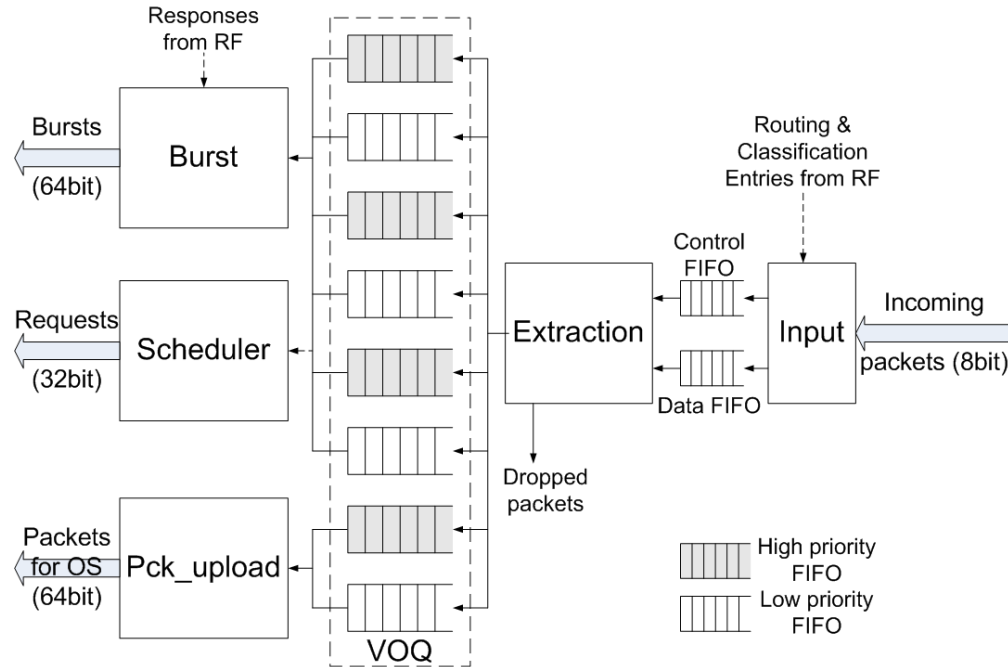 Responses
from RF
Bursts
(64bit)
Burst
Routing &
Classification
Entries from RF
Control
FIFO
Incoming
packets (8bit)
Input
Extraction
Data FIFO
Requests
(32bit)
Scheduler
Dropped
packets
Packets
for OS
(64bit)
Pck_upload
High priority
FIFO
Low priority
FIFO
VOQ